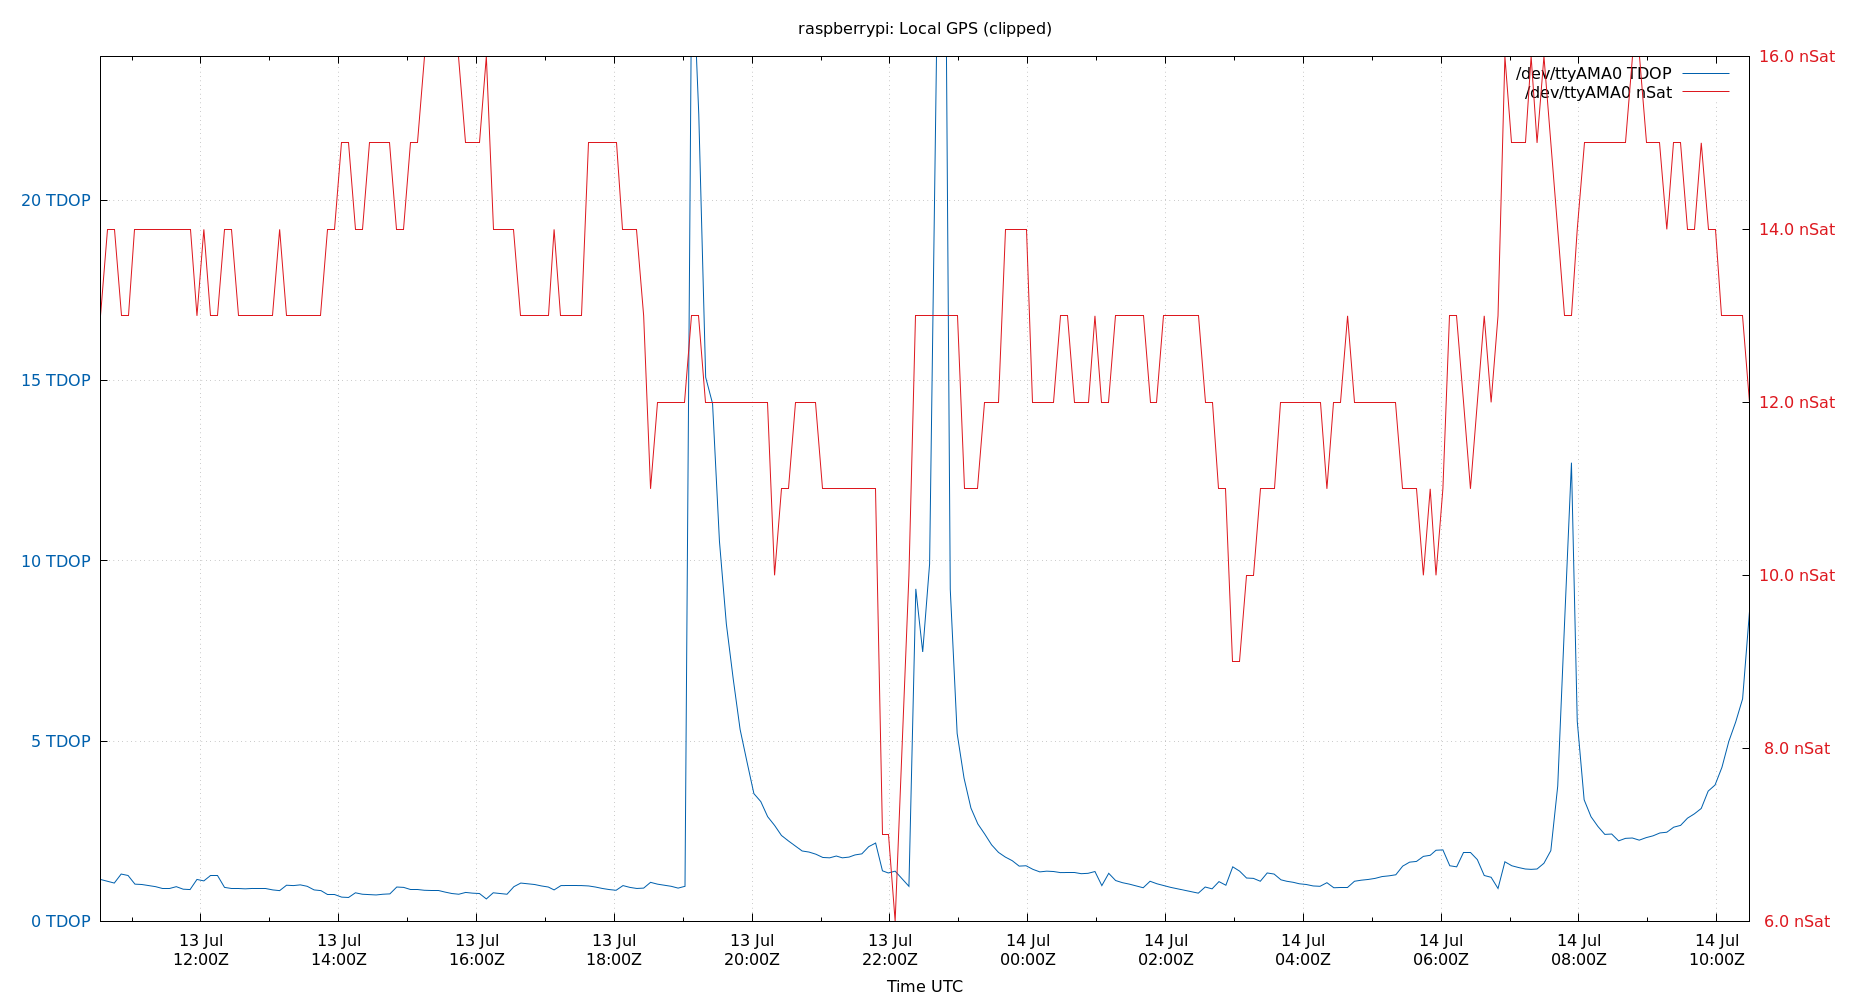 raspberrypi: Local GPS (clipped)
16.0 nSat
/dev/ttyAMA0 TDOP
/dev/ttyAMA0 nSat
20 TDOP
14.0 nSat
15 TDOP
12.0 nSat
10 TDOP
10.0 nSat
5 TDOP
8.0 nSat
0 TDOP
6.0 nSat
13 Jul 13 Jul 13 Jul 13 Jul 13 Jul 13 Jul 14 Jul 14 Jul 14 Jul 14 Jul 14 Jul 14 Jul
12:00Z 14:00Z 16:00Z 18:00Z 20:00Z 22:00Z 00:00Z 02:00Z 04:00Z 06:00Z 08:00Z 10:00Z
Time UTC